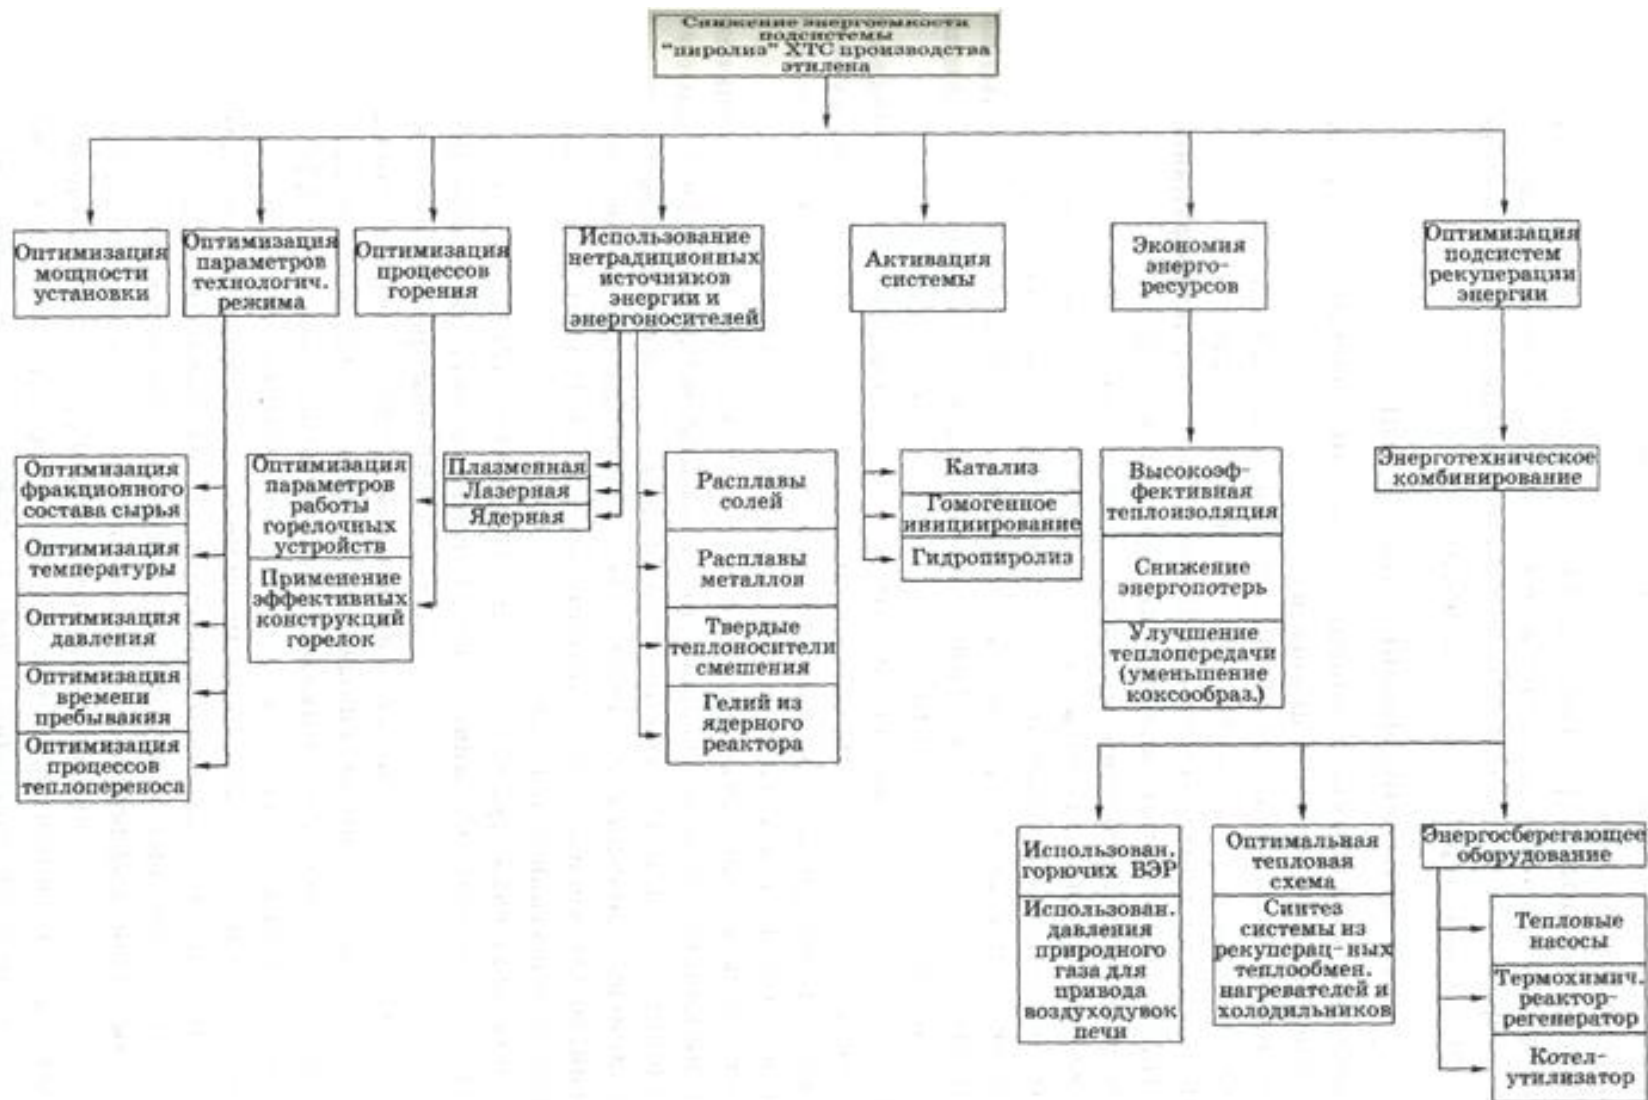 Снижение энергоемкости
подсистемы
"пиролиз" ХТС производства
этилена
Оптимизация
мощности
установки
Оптимизация
параметров
технологич.
режима
Оптимизация
процессов
горения
Использование
нетрадиционных
источников
энергии и
энергоносителей
Активация
системы
Экономия
энерго-
ресурсов
Оптимизация
подсистем
рекуперации
энергии
Оптимизация
фракционного
состава сырья
Оптимизация
температуры
Оптимизация
давления
Оптимизация
времени
пребывания
Оптимизация
процессов
теплопереноса
Оптимизация
параметров
работы
горелочных
устройств
Применение
эффективных
конструкций
горелок
Плазменная
Лазерная
Ядерная
Расплавы
солей
Расплавы
металлов
Твердые
теплоносители
смешения
Гелий из
ядерного
реактора
Катализ
Гомогенное
инициирование
Гидропиролиз
Высокоэф-
фективная
теплоизоляция
Снижение
энергопотерь
Улучшение
теплопередачи
(уменьшение
коксообраз.)
Энерготехническое
комбинирование
Использован.
горючих ВЭР
Использован.
давления
природного
газа для
привода
воздуходувок
печи
Оптимальная
тепловая
схема
Синтез
системы из
рекуперац-ных
теплообмен.
нагревателей и
холодильников
Энергосберегающее
оборудование
Тепловые
насосы
Термохимич.
реактор-
регенератор
Котел-
утилизатор